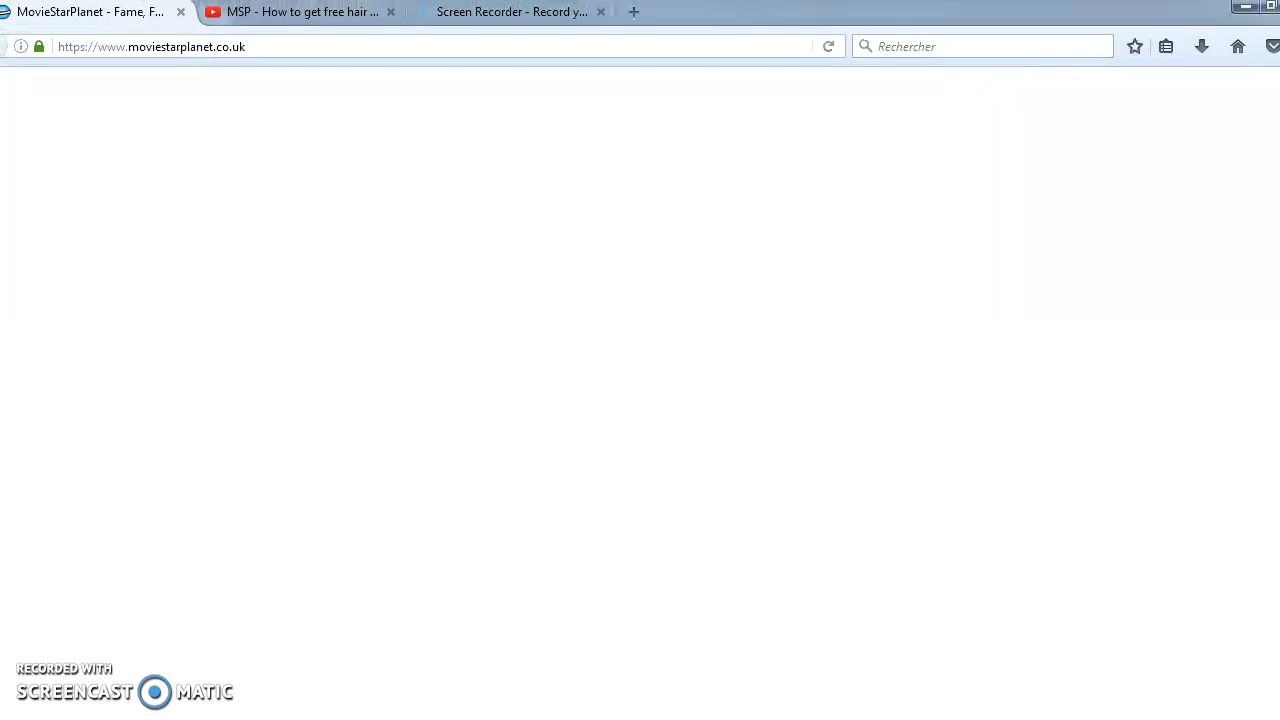 MovieStarPlanet - Fame, F...
MSP - How to get free hair ...
Screen Recorder - Record y...
https://www.moviestarplanet.co.uk
Rechercher
RECORDED WITH
SCREENCAST MATIC